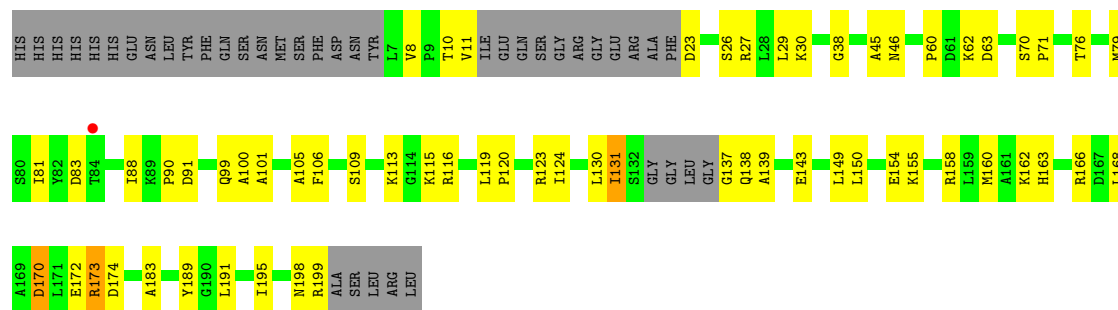 HIS HIS HIS HIS HIS HIS GLU ASN LEU TYR PHE GLN SER ASN MET SER PHE ASP ASN TYR L7 V8 P9 T10 V11 ILE GLU GLN SER GLY ARG GLY GLU ARG ALA PHE D23 S26 R27 L28 L29 K30 G38 A45 N46 P60 D61 K62 D63 S70 P71 T76 M79
S80 I81 Y82 D83 T84 I88 K89 P90 D91 Q99 A100 A101 A105 F106 S109 K113 G114 K115 R116 L119 P120 R123 I124 L130 I131 S132 GLY GLY LEU GLY G137 Q138 A139 E143 L149 L150 E154 K155 R158 L159 M160 A161 K162 H163 R166 D167 L168
A169 D170 L171 E172 R173 D174 A183 Y189 G190 L191 I195 N198 R199 ALA SER LEU ARG LEU